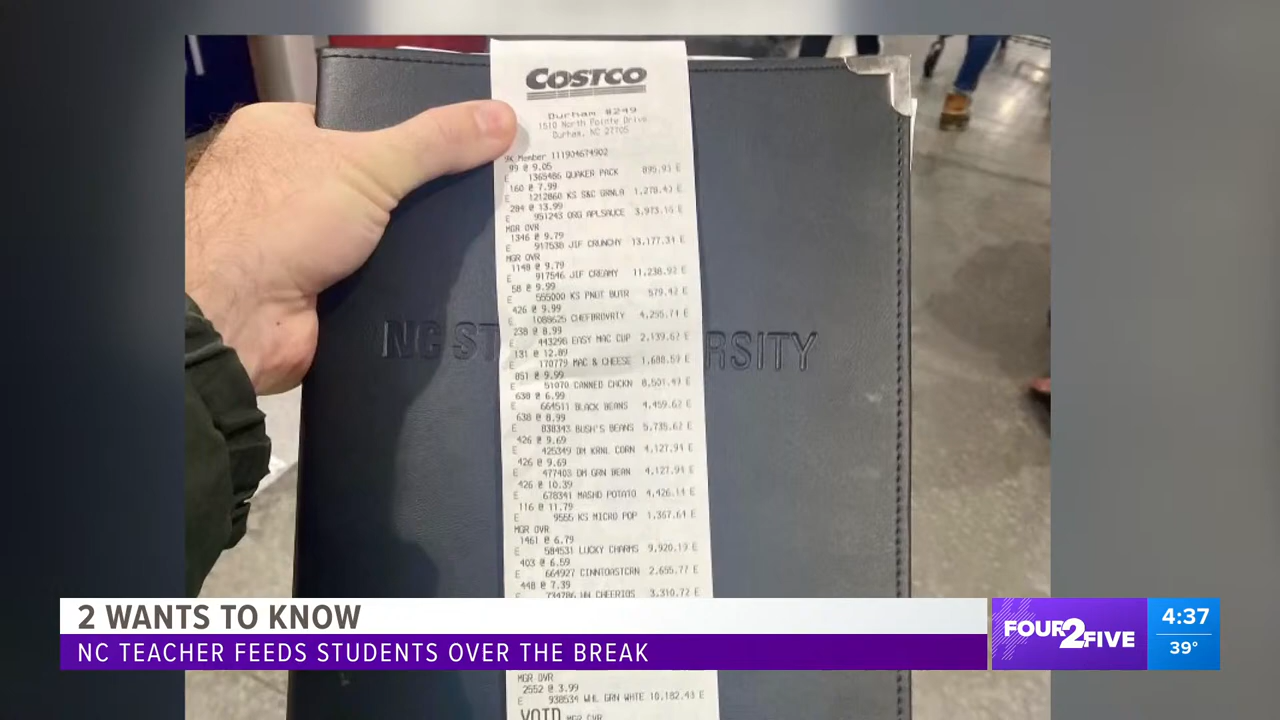 COSTCO
Durham #249
1510 North Pointe Drive
Durham, NC 27705
9K Member 111904674902
99 @ 9.05
E 1365486 QUAKER PACK 895.93 E
160 @ 7.99
E 1212860 KS S&C GRNLA 1,278.43 E
284 @ 13.99
E 951243 ORG APLSAUCE 3,973.16 E
MGR OVR
1346 @ 9.79
E 917538 JIF CRUNCHY 13,177.34 E
MGR OVR
1148 @ 9.79
E 917546 JIF CREAMY 11,238.92 E
58 @ 9.99
E 555000 KS PNUT BUTR 579.42 E
426 @ 9.99
E 1088625 CHEFBRDVRTY 4,255.71 E
238 @ 8.99
E 443296 EASY MAC CUP 2,139.62 E
131 @ 12.89
E 170779 MAC & CHEESE 1,688.59 E
851 @ 9.99
E 51070 CANNED CHCKN 8,501.49 E
638 @ 6.99
E 664511 BLACK BEANS 4,459.62 E
638 @ 8.99
E 838343 BUSH'S BEANS 5,735.62 E
426 @ 9.69
E 425349 DM KRNL CORN 4,127.94 E
426 @ 9.69
E 477403 DM GRN BEAN 4,127.94 E
426 @ 10.39
E 678341 MASHD POTATO 4,426.14 E
116 @ 11.79
E 9555 KS MICRO POP 1,367.64 E
MGR OVR
1461 @ 6.79
E 584531 LUCKY CHARMS 9,920.19 E
403 @ 6.59
E 664927 CINNTOASTCRN 2,655.77 E
448 @ 7.39
734786 HN CHEERIOS 3,310.72 E
NC ST RSITY
2 WANTS TO KNOW
NC TEACHER FEEDS STUDENTS OVER THE BREAK
FOUR2FIVE
4:37
39°
MGR OVR
2552 @ 3.99
E 938534 WHL GRN WHTE 10,182.48 E
VOID MGR OVR